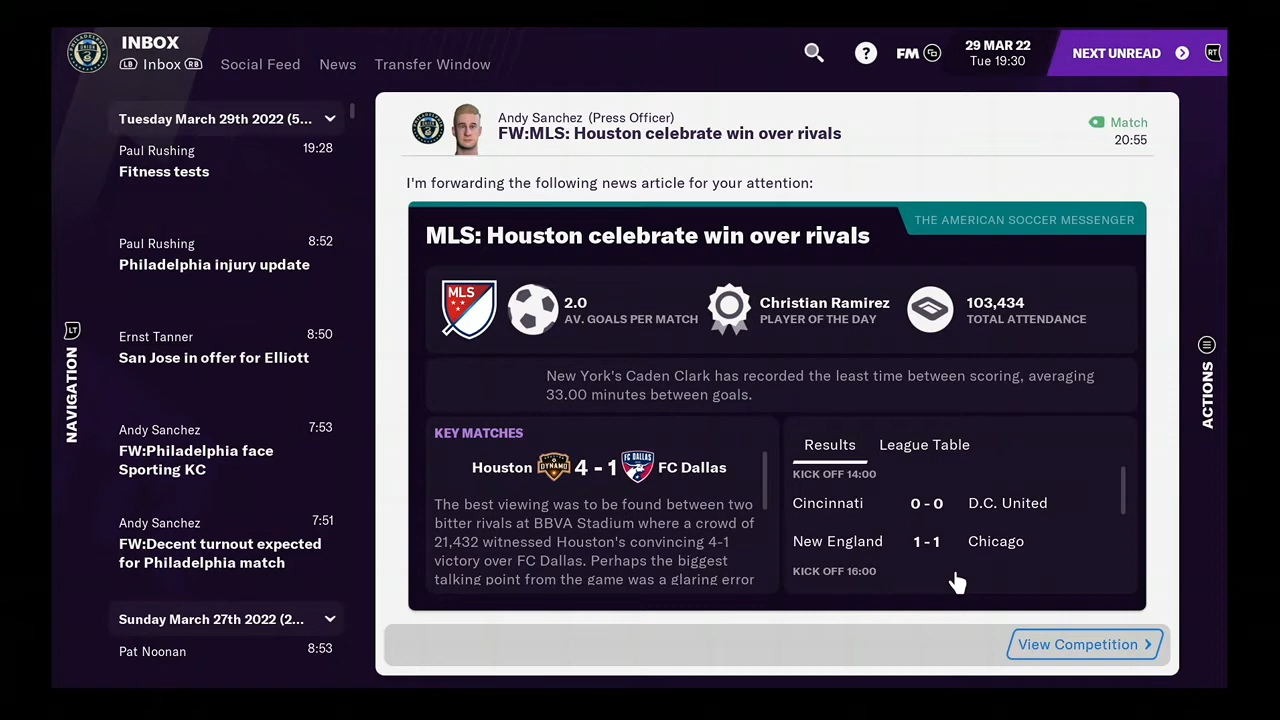 INBOX
LB Inbox RB
Social Feed
News
Transfer Window
FM
29 MAR 22
Tue 19:30
NEXT UNREAD
RT
Tuesday March 29th 2022 (5...
Paul Rushing 19:28
Fitness tests
Paul Rushing 8:52
Philadelphia injury update
Ernst Tanner 8:50
San Jose in offer for Elliott
Andy Sanchez 7:53
FW:Philadelphia face
Sporting KC
Andy Sanchez 7:51
FW:Decent turnout expected
for Philadelphia match
Sunday March 27th 2022 (2...
Pat Noonan 8:53
LT
NAVIGATION
Andy Sanchez (Press Officer)
FW:MLS: Houston celebrate win over rivals
Match
20:55
I'm forwarding the following news article for your attention:
THE AMERICAN SOCCER MESSENGER
MLS: Houston celebrate win over rivals
MLS
2.0
AV. GOALS PER MATCH
Christian Ramirez
PLAYER OF THE DAY
103,434
TOTAL ATTENDANCE
New York's Caden Clark has recorded the least time between scoring, averaging
33.00 minutes between goals.
KEY MATCHES
Houston 4 - 1 FC Dallas
The best viewing was to be found between two
bitter rivals at BBVA Stadium where a crowd of
21,432 witnessed Houston's convincing 4-1
victory over FC Dallas. Perhaps the biggest
talking point from the game was a glaring error
Results
League Table
KICK OFF 14:00
Cincinnati 0 - 0 D.C. United
New England 1 - 1 Chicago
KICK OFF 16:00
View Competition
ACTIONS